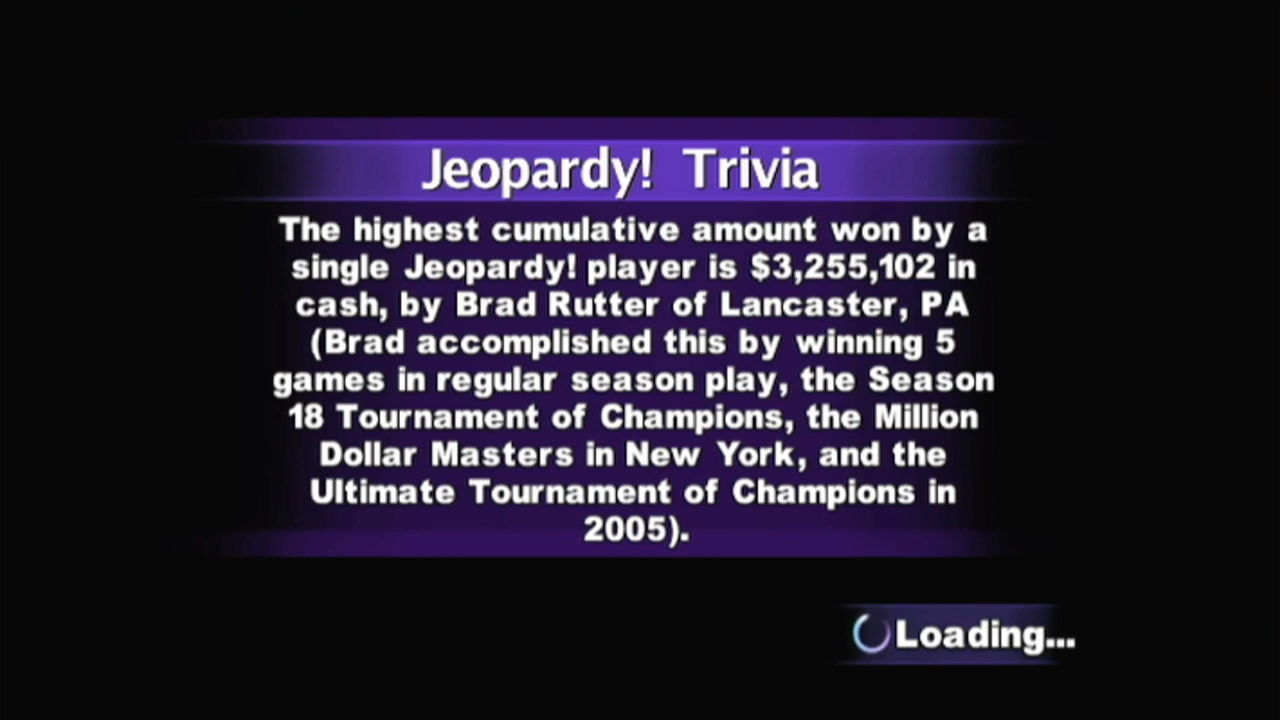 Jeopardy! Trivia
The highest cumulative amount won by a
single Jeopardy! player is $3,255,102 in
cash, by Brad Rutter of Lancaster, PA
(Brad accomplished this by winning 5
games in regular season play, the Season
18 Tournament of Champions, the Million
Dollar Masters in New York, and the
Ultimate Tournament of Champions in
2005).
Loading...